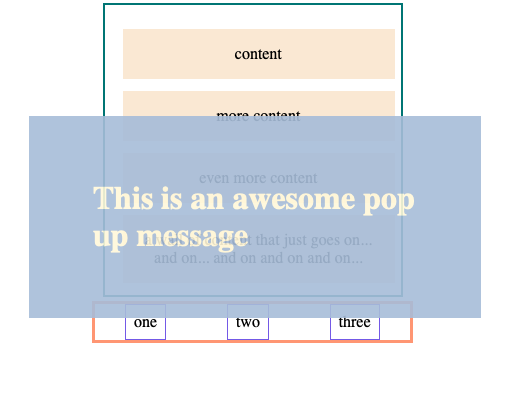 content
more content
even more content
This is an awesome pop
up message
that just goes on...
and on... and on and on and on...
one
two
three